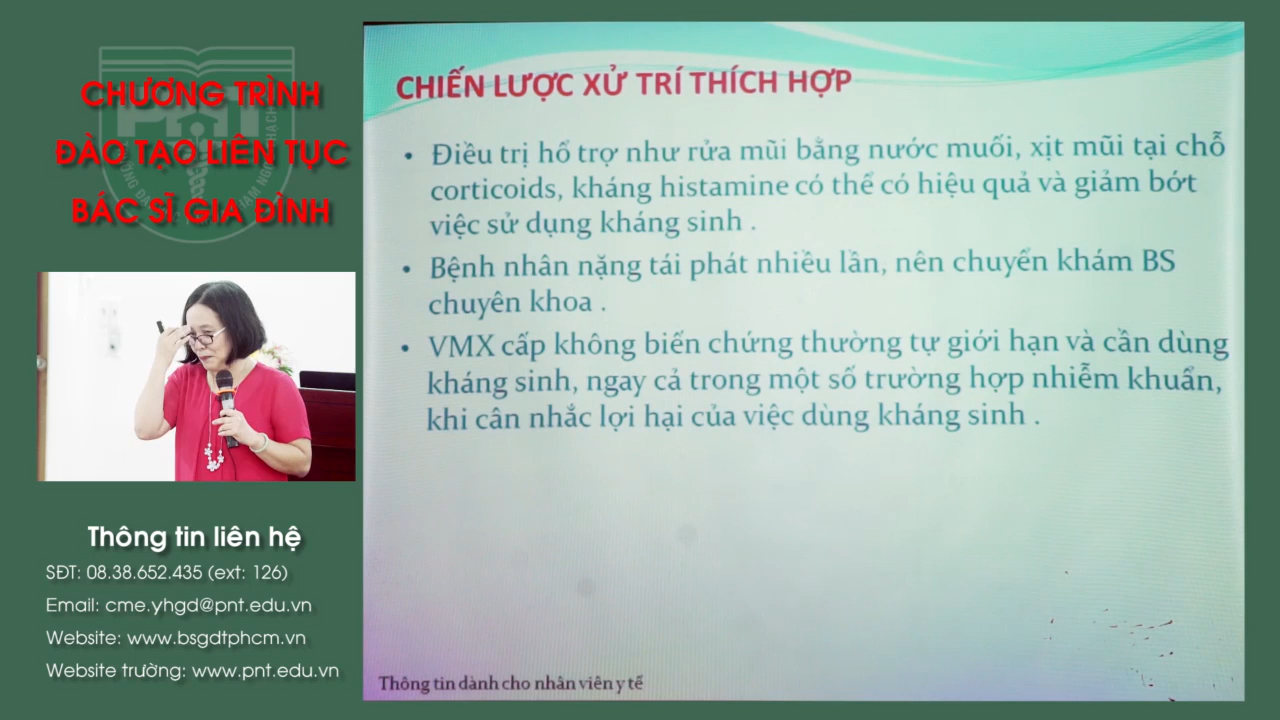 CHƯƠNG TRÌNH
ĐÀO TẠO LIÊN TỤC
BÁC SĨ GIA ĐÌNH
Thông tin liên hệ
SĐT: 08.38.652.435 (ext: 126)
Email: cme.yhgd@pnt.edu.vn
Website: www.bsgdtphcm.vn
Website trường: www.pnt.edu.vn
CHIẾN LƯỢC XỬ TRÍ THÍCH HỢP
• Điều trị hổ trợ như rửa mũi bằng nước muối, xịt mũi tại chỗ
corticoids, kháng histamine có thể có hiệu quả và giảm bớt
việc sử dụng kháng sinh .
• Bệnh nhân nặng tái phát nhiều lần, nên chuyển khám BS
chuyên khoa .
• VMX cấp không biến chứng thường tự giới hạn và cần dùng
kháng sinh, ngay cả trong một số trường hợp nhiễm khuẩn,
khi cân nhắc lợi hại của việc dùng kháng sinh .
Thông tin dành cho nhân viên y tế